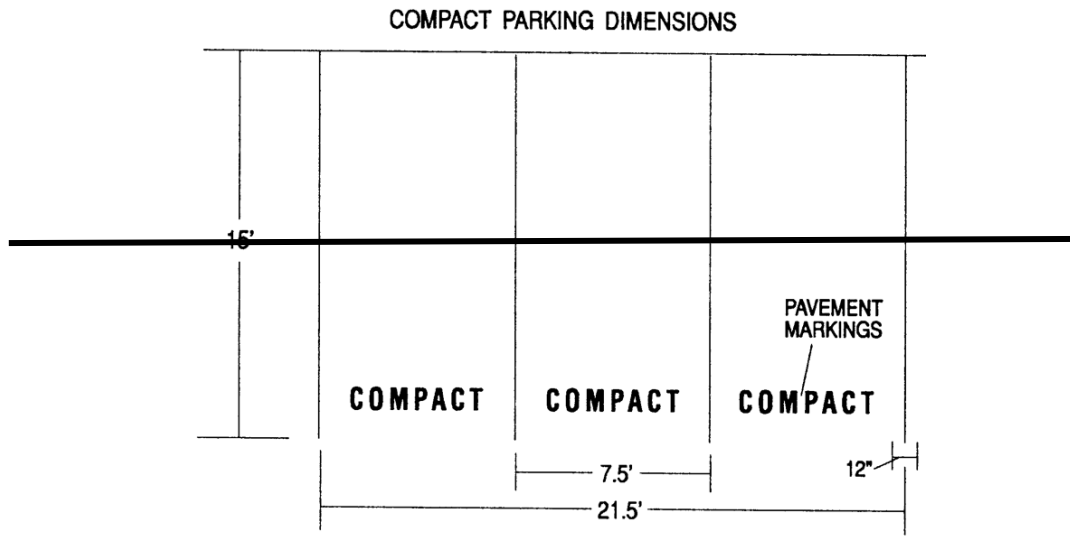 COMPACT PARKING DIMENSIONS
15'
PAVEMENT
MARKINGS
COMPACT COMPACT COMPACT
12"
7.5'
21.5'